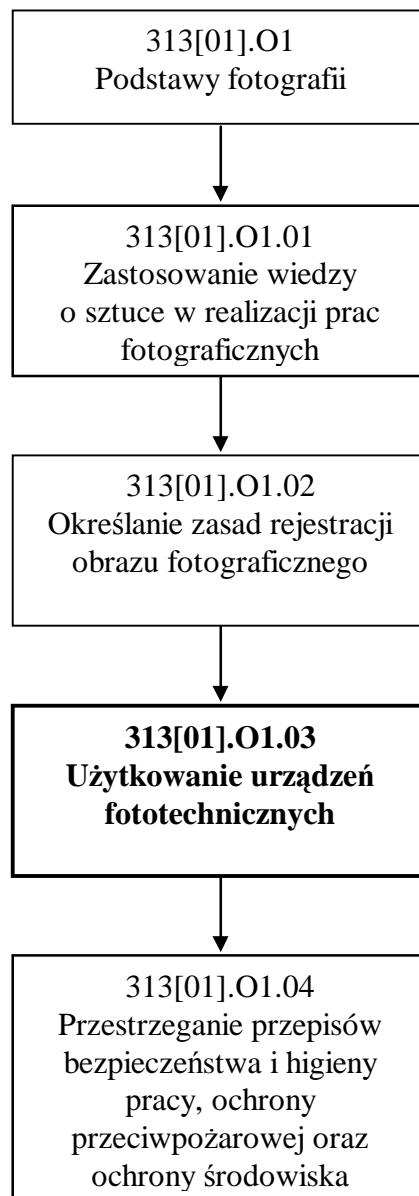 313[01].O1
Podstawy fotografii
313[01].O1.01
Zastosowanie wiedzy
o sztuce w realizacji prac
fotograficznych
313[01].O1.02
Określanie zasad rejestracji
obrazu fotograficznego
313[01].O1.03
Użytkowanie urządzeń
fototechnicznych
313[01].O1.04
Przestrzeganie przepisów
bezpieczeństwa i higieny
pracy, ochrony
przeciwpożarowej oraz
ochrony środowiska